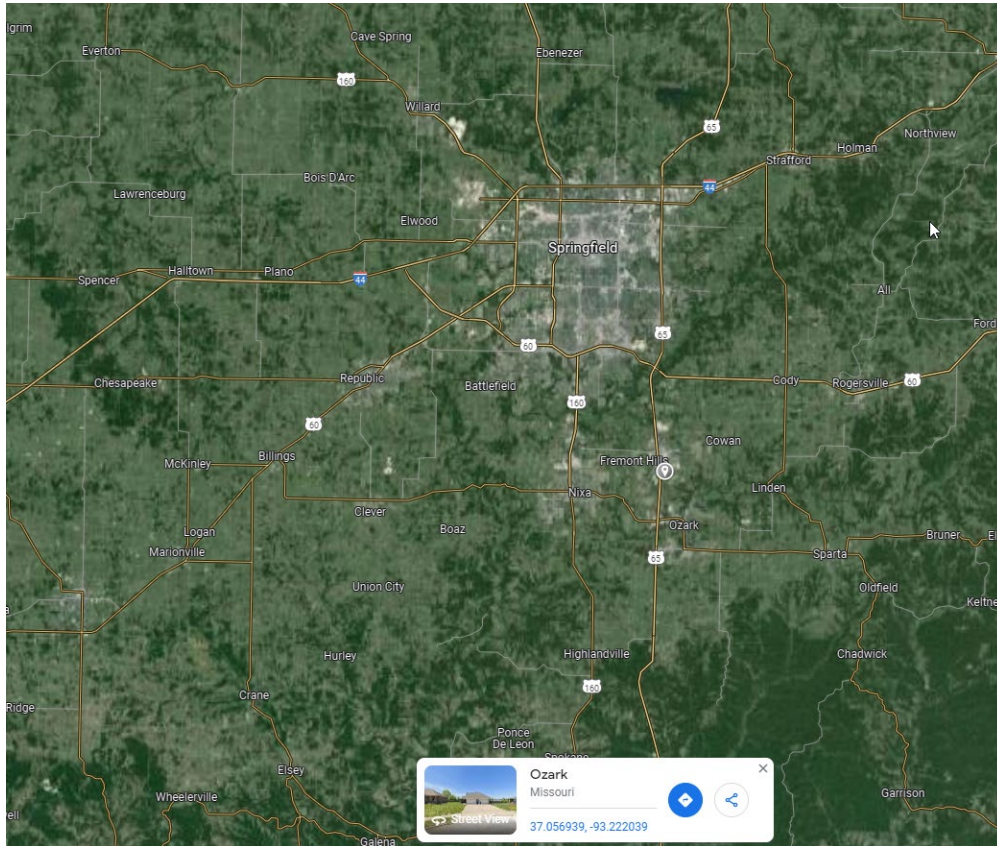 lgrim
Cave Spring
Everton
Ebenezer
160
Willard
65
Northview
Holman
Strafford
Bois D'Arc
44
Lawrenceburg
Elwood
Springfield
Halltown
Plano
Spencer
44
All
Ford
65
60
Republic
Chesapeake
Battlefield
Cody
Rogersville
60
160
60
Cowan
Billings
McKinley
Fremont Hills
Linden
Nixa
Clever
Boaz
Ozark
Logan
Bruner
El
Marionville
65
Sparta
Union City
Oldfield
Keltne
a
Hurley
Highlandville
Chadwick
160
Crane
Ridge
Ponce
De Leon
Spokane
Elsey
Wheelerville
Garrison
ell
Galena
Ozark
Missouri
Street View
37.056939, -93.222039